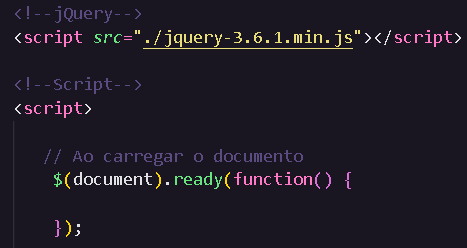 <!--jQuery-->
<script src="./jquery-3.6.1.min.js"></script>
<!--Script-->
<script>
// Ao carregar o documento
$(document).ready(function() {
});